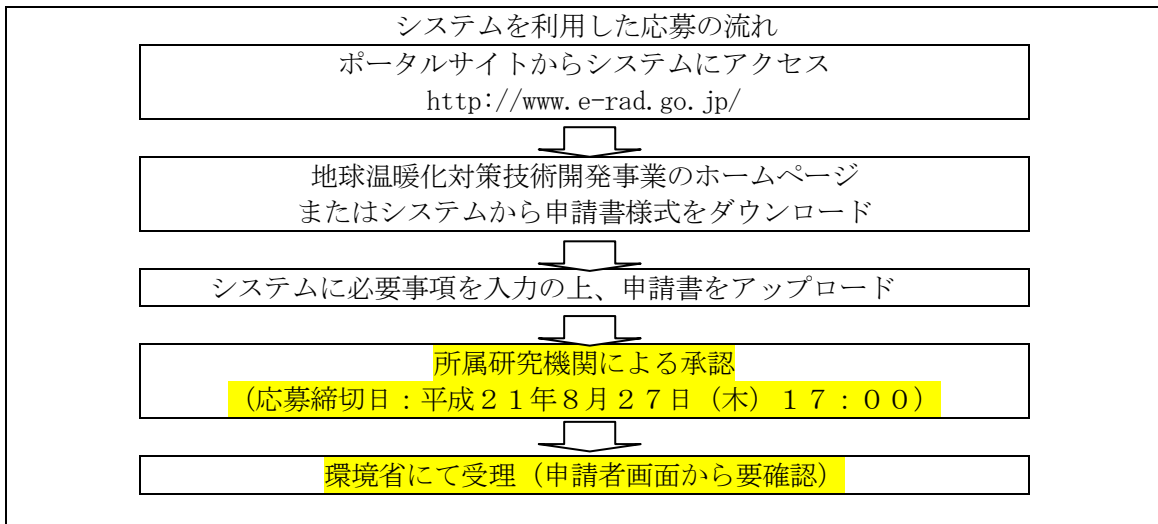 システムを利用した応募の流れ
ポータルサイトからシステムにアクセス
http://www.e-rad.go.jp/
地球温暖化対策技術開発事業のホームページ
またはシステムから申請書様式をダウンロード
システムに必要事項を入力の上、申請書をアップロード
所属研究機関による承認
（応募締切日：平成２１年８月２７日（木）１７：００）
環境省にて受理（申請者画面から要確認）